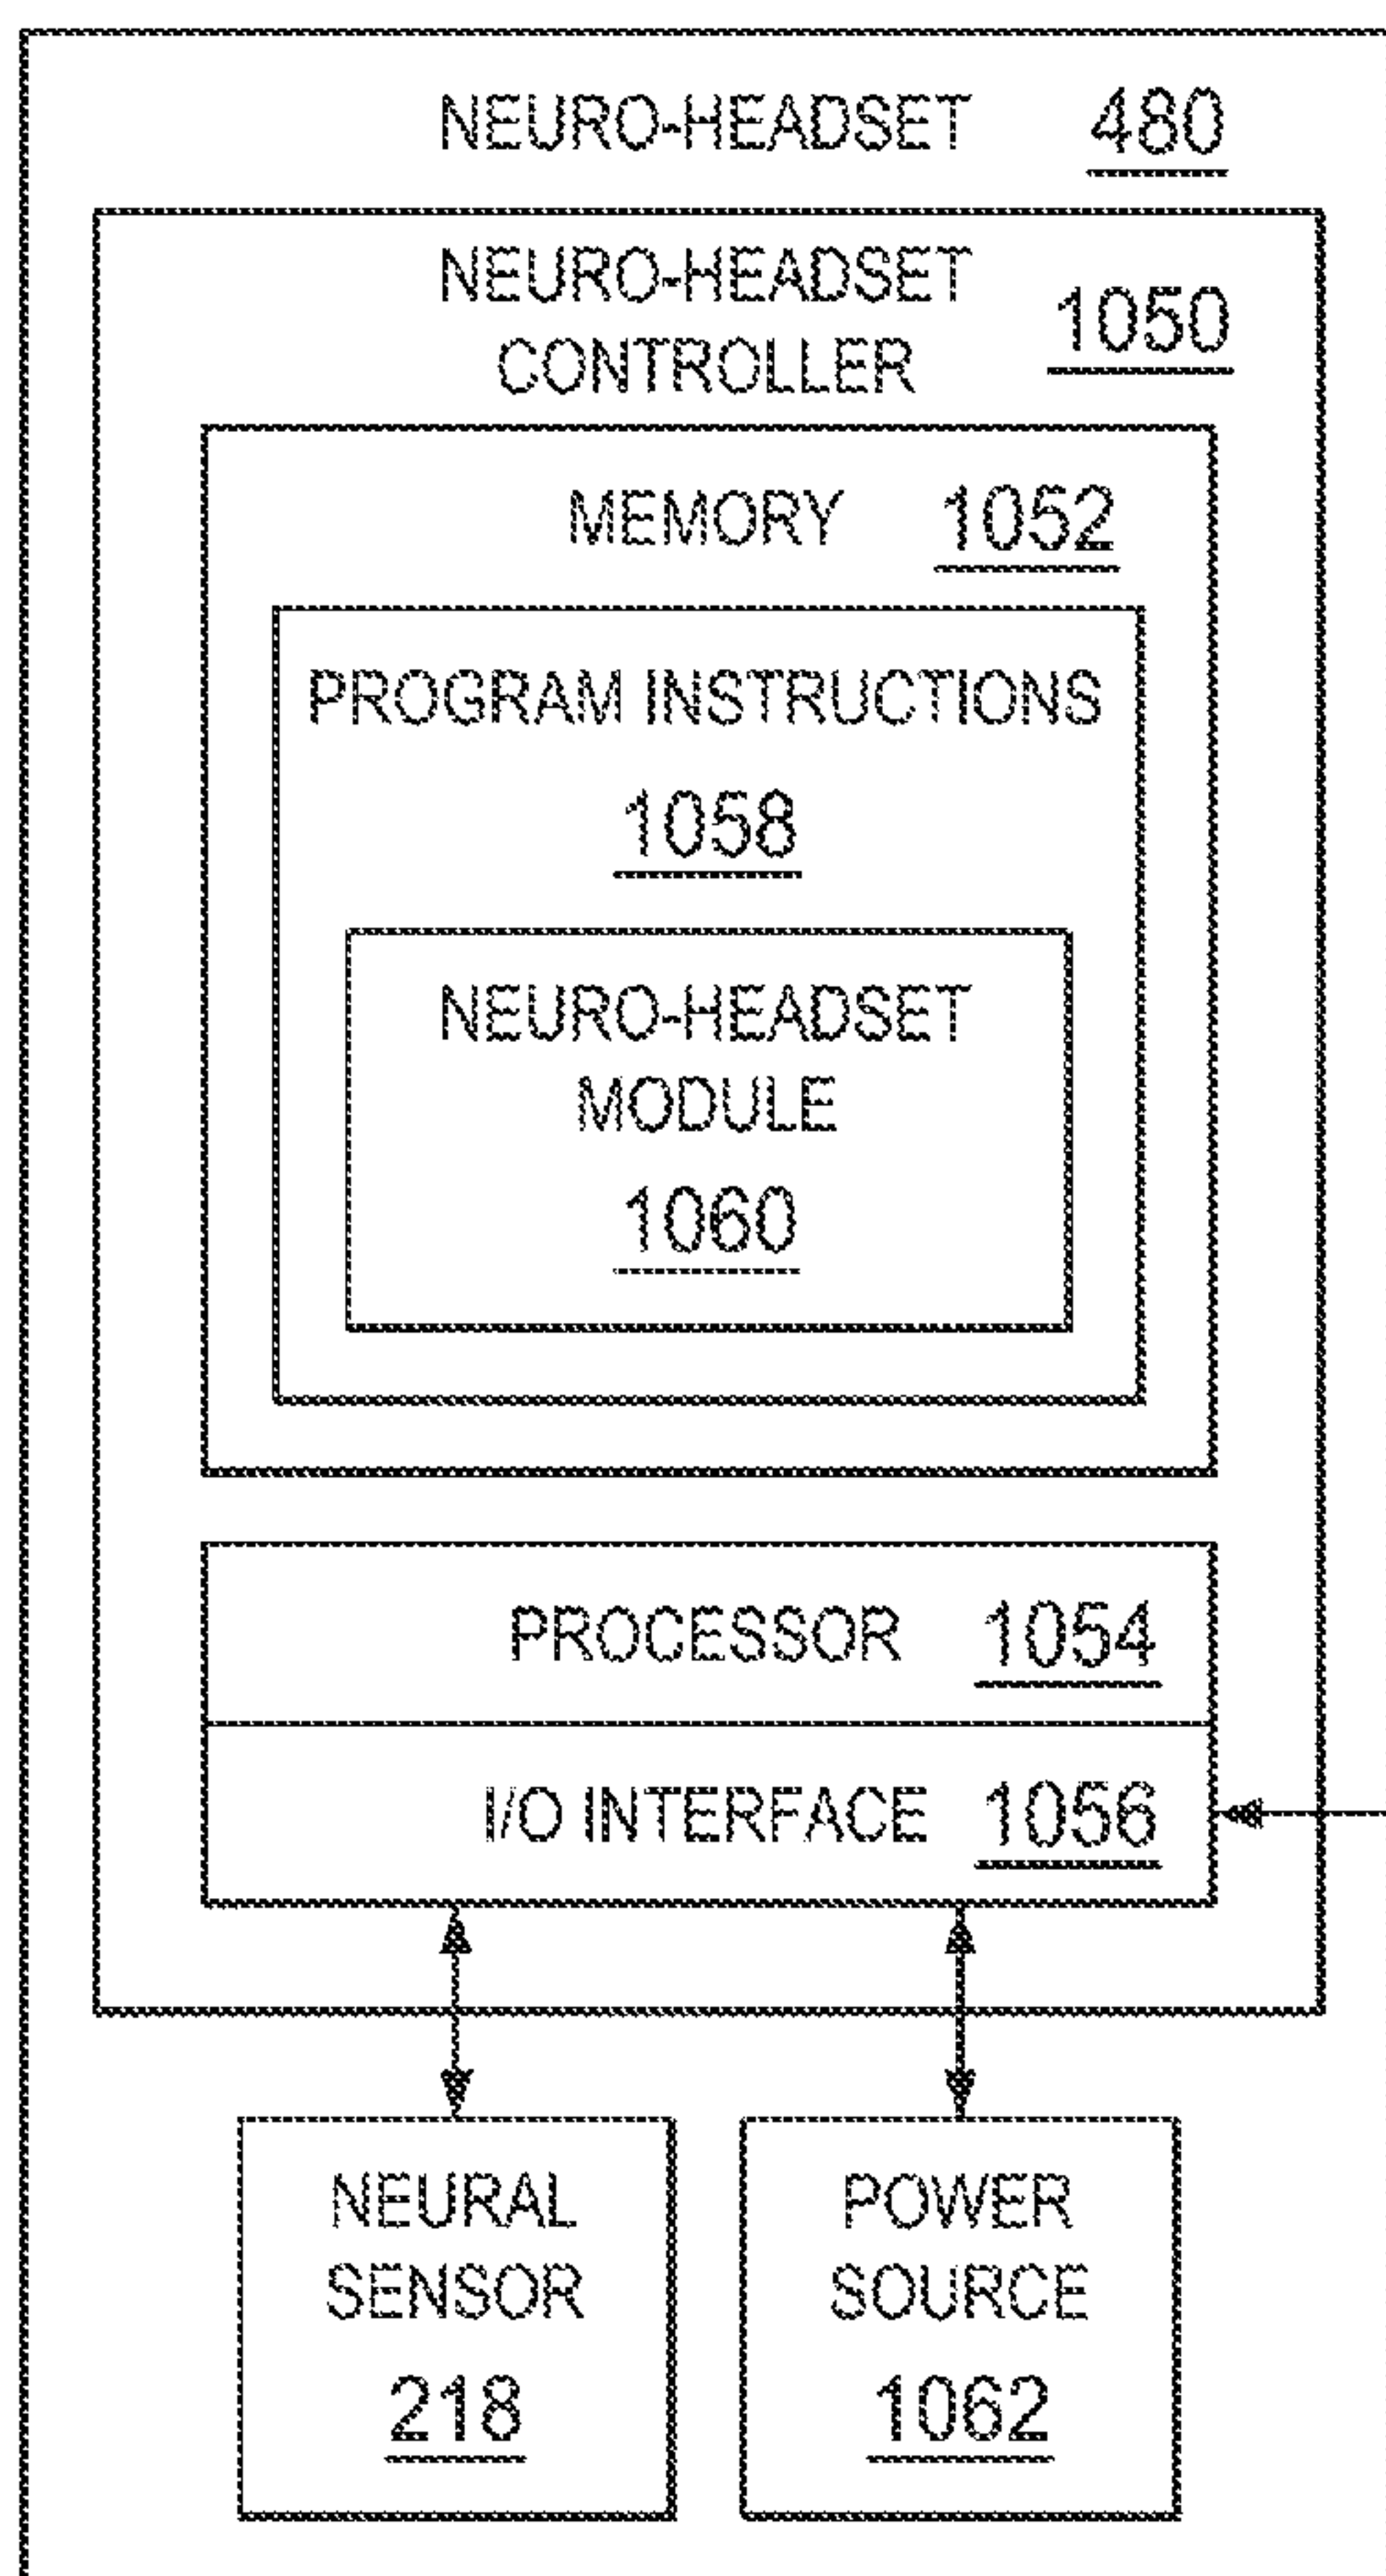 NEURO-HEADSET 480
NEURO-HEADSET
CONTROLLER 1050
MEMORY 1052
PROGRAM INSTRUCTIONS
1058
NEURO-HEADSET
MODULE
1060
PROCESSOR 1054
I/O INTERFACE 1056
NEURAL
SENSOR
218
POWER
SOURCE
1062